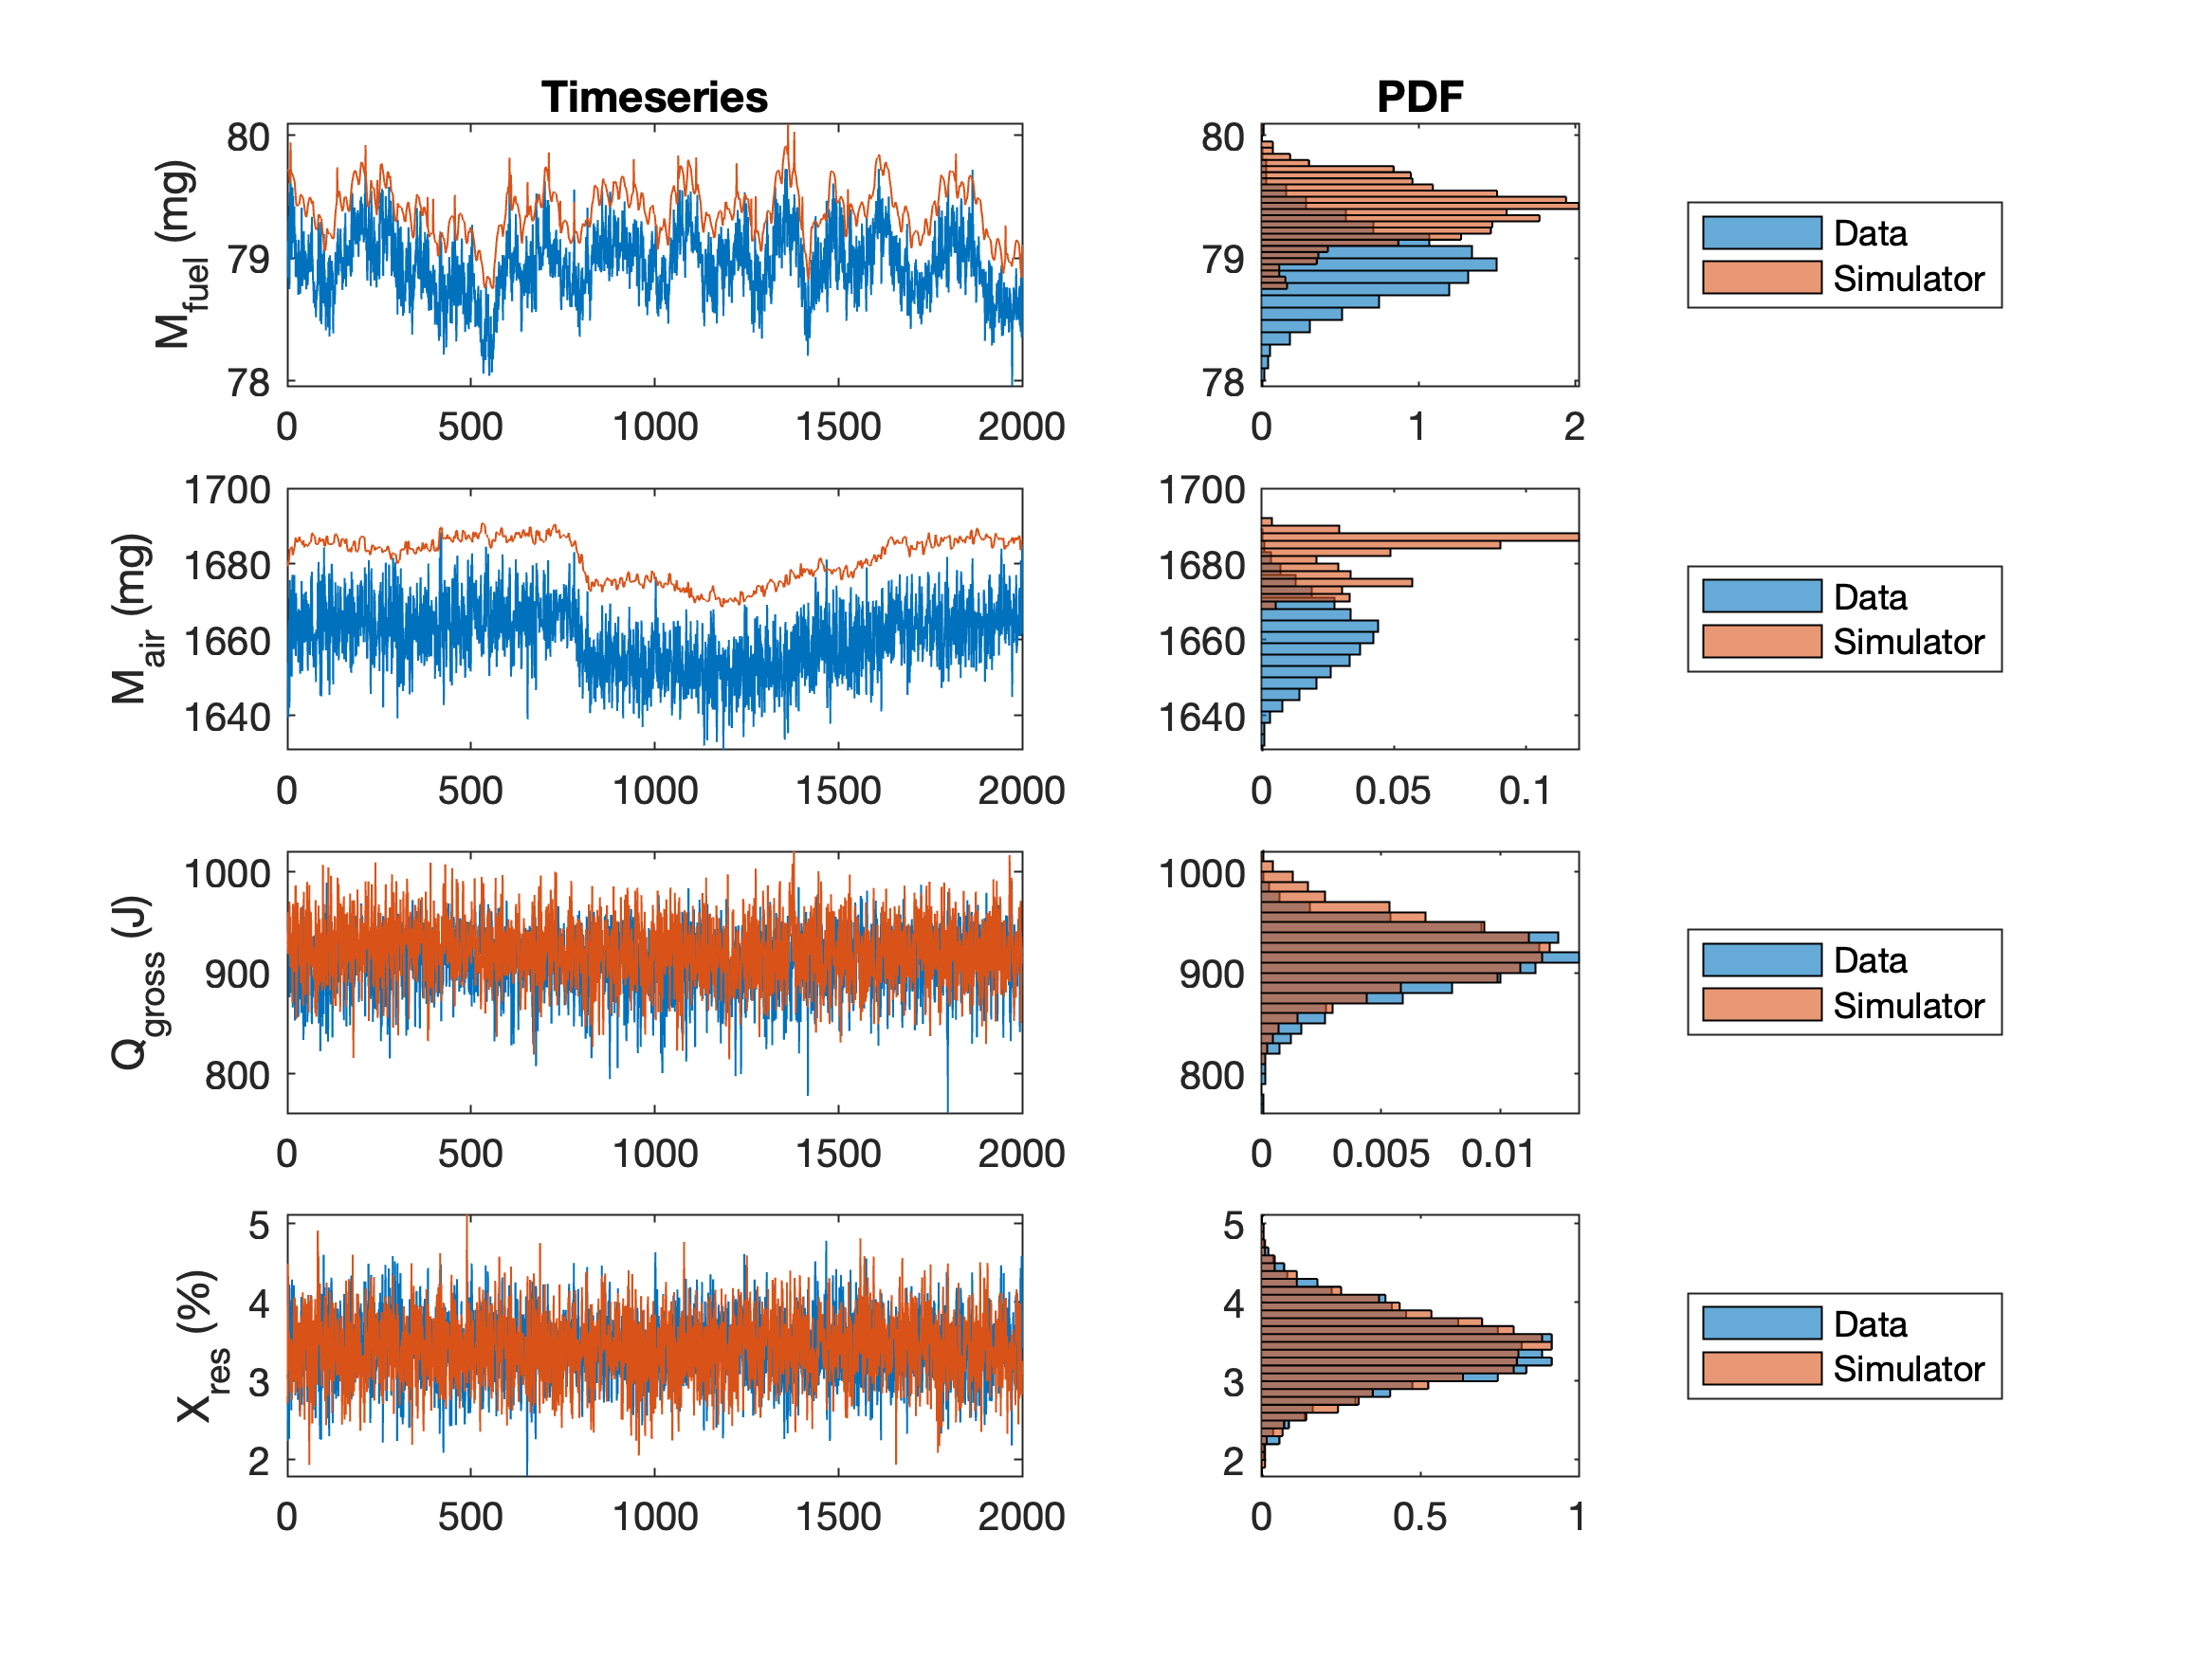 Timeseries
PDF
M_fuel (mg)
80
79
78
0 500 1000 1500 2000
80
79
78
0 1 2
Data
Simulator
M_air (mg)
1700
1680
1660
1640
0 500 1000 1500 2000
1700
1680
1660
1640
0 0.05 0.1
Data
Simulator
Q_gross (J)
1000
900
800
0 500 1000 1500 2000
1000
900
800
0 0.005 0.01
Data
Simulator
X_res (%)
5
4
3
2
0 500 1000 1500 2000
5
4
3
2
0 0.5 1
Data
Simulator